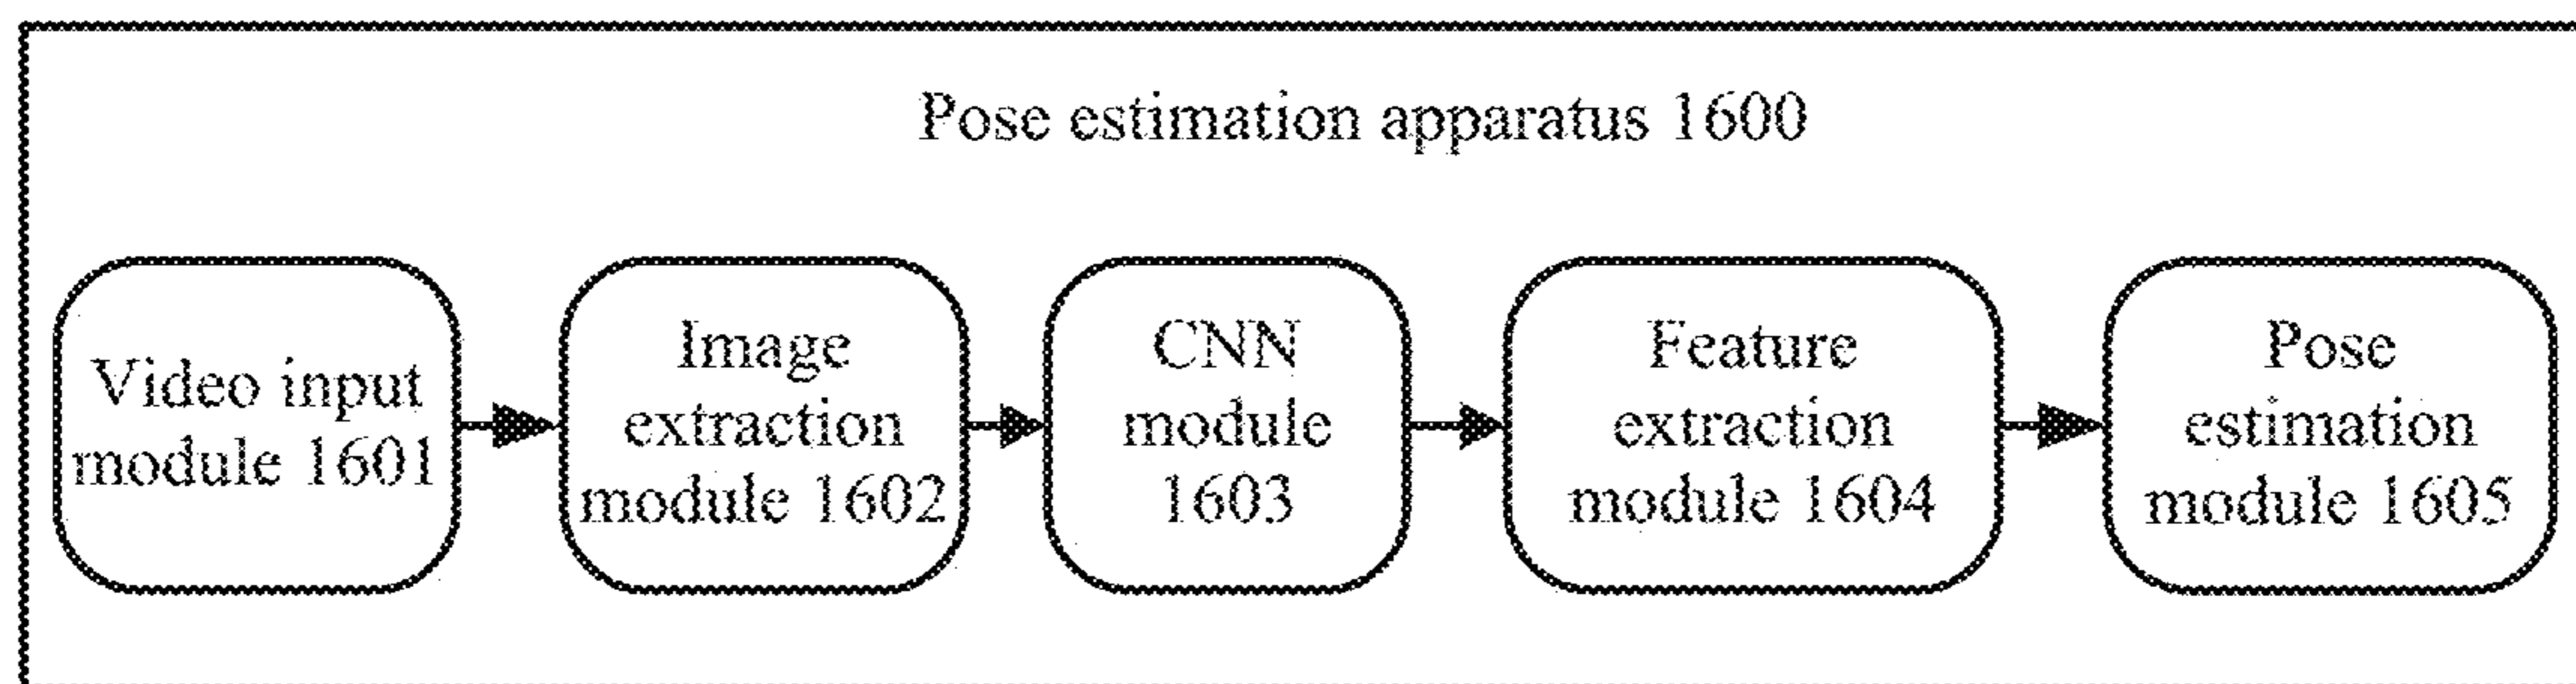 Pose estimation apparatus 1600
Video input
module 1601
Image
extraction
module 1602
CNN
module
1603
Feature
extraction
module 1604
Pose
estimation
module 1605